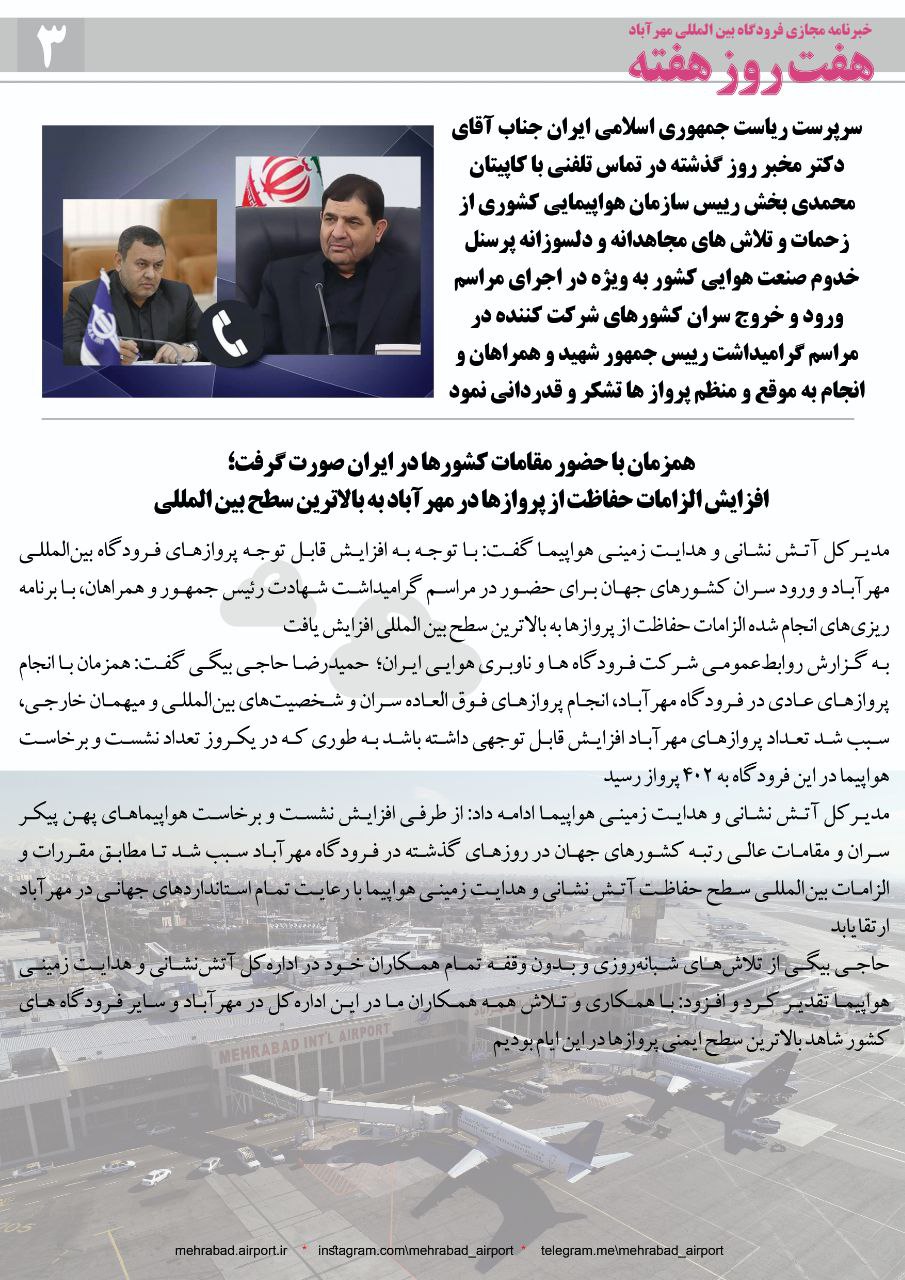 خبرنامه مجازی فرودگاه بین المللی مهرآباد
هفت روز هفته
۳
سرپرست ریاست جمهوری اسلامی ایران جناب آقای
دکتر مخبر روز گذشته در تماس تلفنی با کاپیتان
محمدی بخش رییس سازمان هواپیمایی کشوری از
زحمات و تلاش های مجاهدانه و دلسوزانه پرسنل
خدوم صنعت هوایی کشور به ویژه در اجرای مراسم
ورود و خروج سران کشورهای شرکت کننده در
مراسم گرامیداشت رییس جمهور شهید و همراهان و
انجام به موقع و منظم پرواز ها تشکر و قدردانی نمود
همزمان با حضور مقامات کشورها در ایران صورت گرفت؛
افزایش الزامات حفاظت از پروازها در مهرآباد به بالاترین سطح بین المللی
مدیر کل آتش نشانی و هدایت زمینی هواپیما گفت: با توجه به افزایش قابل توجه پروازهای فرودگاه بین‌المللی
مهرآباد و ورود سران کشورهای جهان برای حضور در مراسم گرامیداشت شهادت رئیس جمهور و همراهان، با برنامه
ریزی‌های انجام شده الزامات حفاظت از پروازها به بالاترین سطح بین المللی افزایش یافت
به گزارش روابط‌عمومی شرکت فرودگاه ها و ناوبری هوایی ایران؛ حمیدرضا حاجی بیگی گفت: همزمان با انجام
پروازهای عادی در فرودگاه مهرآباد، انجام پروازهای فوق العاده سران و شخصیت‌های بین‌المللی و میهمان خارجی،
سبب شد تعداد پروازهای مهرآباد افزایش قابل توجهی داشته باشد به طوری که در یکروز تعداد نشست و برخاست
هواپیما در این فرودگاه به ۴۰۲ پرواز رسید
مدیر کل آتش نشانی و هدایت زمینی هواپیما ادامه داد: از طرفی افزایش نشست و برخاست هواپیماهای پهن پیکر
سران و مقامات عالی رتبه کشورهای جهان در روزهای گذشته در فرودگاه مهرآباد سبب شد تا مطابق مقررات و
الزامات بین‌المللی سطح حفاظت آتش نشانی و هدایت زمینی هواپیما با رعایت تمام استانداردهای جهانی در مهرآباد
ارتقا یابد
حاجی بیگی از تلاش‌های شبانه‌روزی و بدون وقفه تمام همکاران خود در اداره‌کل آتش‌نشانی و هدایت زمینی
هواپیما تقدیر کرد و افزود: با همکاری و تلاش همه همکاران ما در این اداره‌کل در مهرآباد و سایر فرودگاه های
کشور شاهد بالاترین سطح ایمنی پروازها در این ایام بودیم
MEHRABAD INT'L AIRPORT
mehrabad.airport.ir * instagram.com\mehrabad_airport * telegram.me\mehrabad_airport